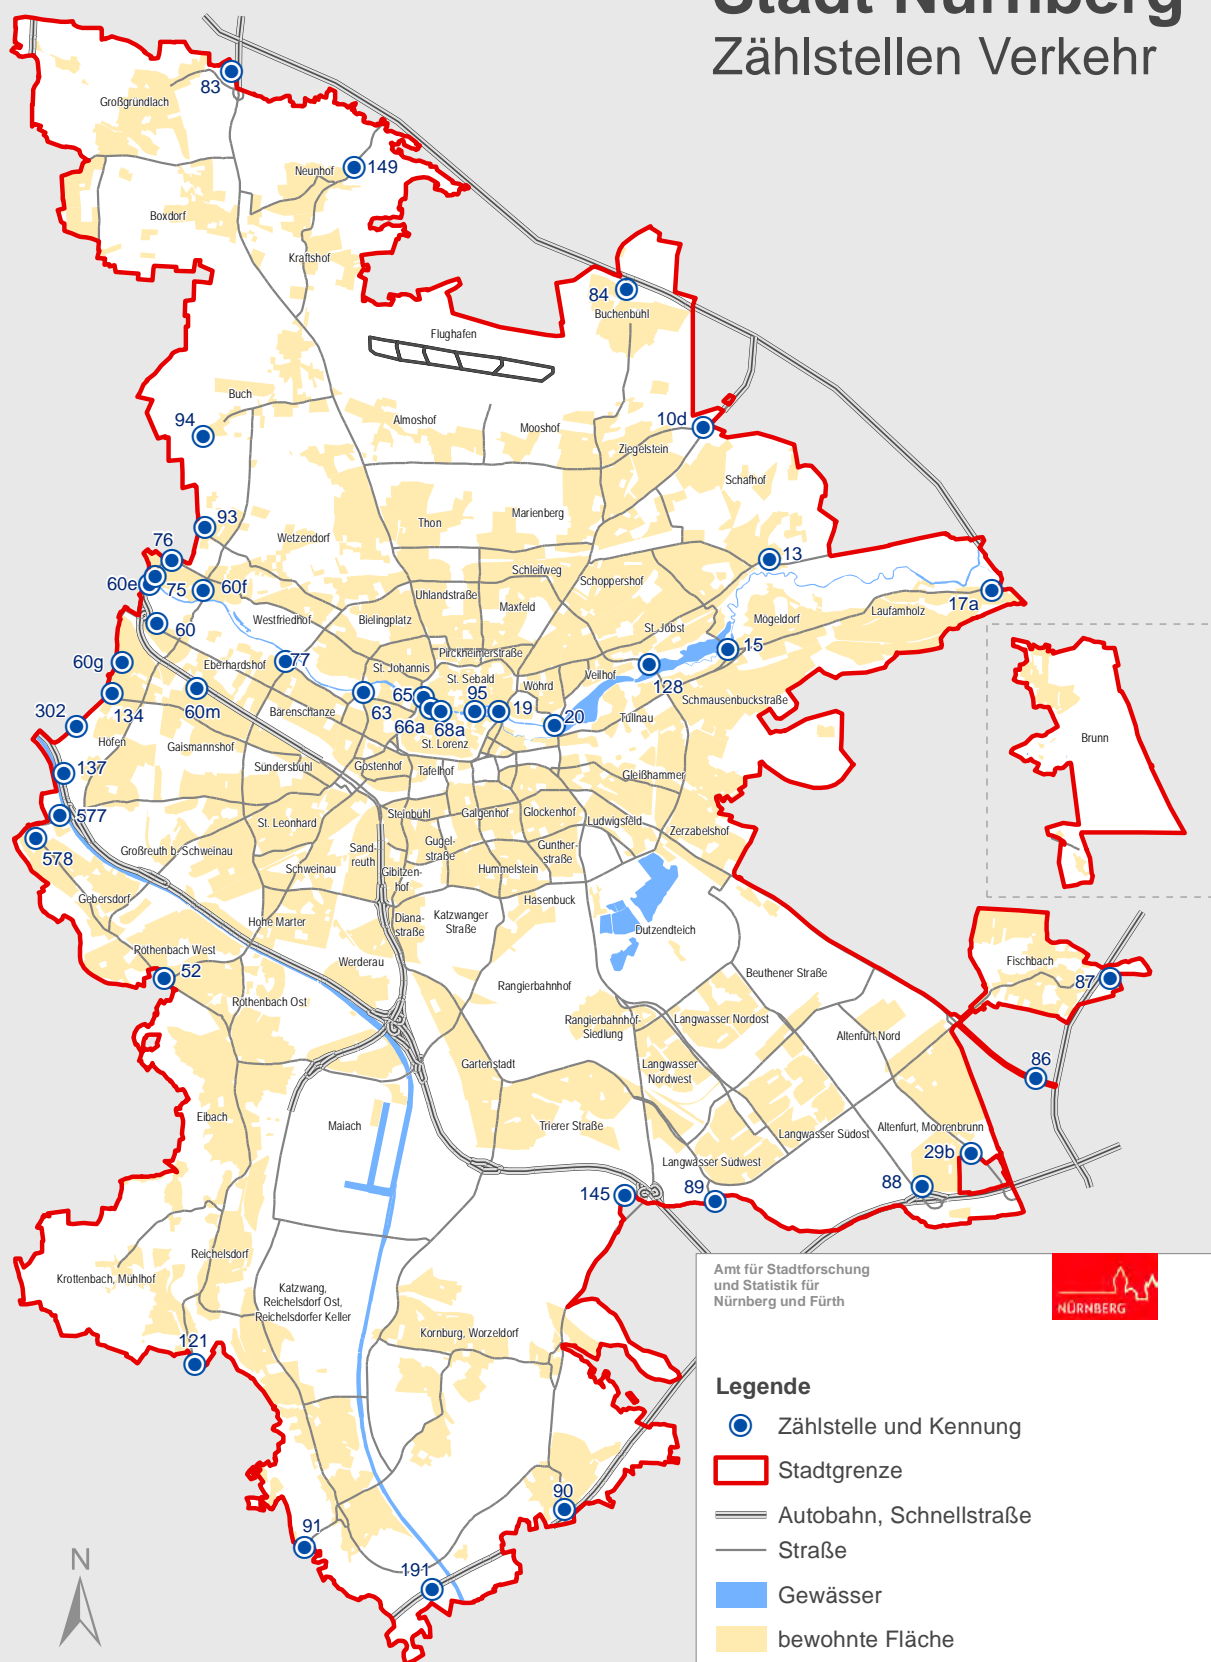 Stadt Nürnberg
Zählstellen Verkehr
83
Großgründlach
149
Neunhof
Boxdorf
Kraftshof
84
Buchenbühl
Flughafen
Buch
94
Almoshof
Mooshof
10d
Ziegelstein
Schafhof
93
Thon
Marienberg
Wetzendorf
76
13
Schleifweg
Schoppershof
60e
75
60f
Uhlandstraße
Maxfeld
17a
Laufamholz
Westfriedhof
Bielingplatz
Mögeldorf
60
St. Jobst
15
Pirckheimerstraße
60g
Eberhardshof
77
St. Johannis
St. Sebald
Veilhof
128
134
60m
Bärenschanze
63
65
66a
68a
95
19
Wöhrd
20
Schmausenbuckstraße
Tullnau
302
Höfen
Gaismannshof
St. Lorenz
Brunn
137
Sündersbühl
Gostenhof
Tafelhof
Gleißhammer
577
St. Leonhard
Steinbühl
Galgenhof
Glockenhof
Ludwigsfeld
Zerzabelshof
578
Großreuth b. Schweinau
Sand-
reuth
Gugel-
straße
Gunther-
straße
Schweinau
Gibitzen-
hof
Hummelstein
Gebersdorf
Hasenbuck
Hohe Marter
Diana-
straße
Katzwanger
Straße
Dutzendteich
Röthenbach West
52
Werderau
Fischbach
87
Beuthener Straße
Rangierbahnhof
Röthenbach Ost
Rangierbahnhof-
Siedlung
Langwasser Nordost
Altenfurt Nord
86
Gartenstadt
Langwasser
Nordwest
Eibach
Maiach
Trierer Straße
Langwasser Südost
Altenfurt, Moorenbrunn
29b
Langwasser Südwest
88
145
89
Reichelsdorf
Krottenbach, Mühlhof
Katzwang,
Reichelsdorf Ost,
Reichelsdorfer Keller
Kornburg, Worzeldorf
121
90
91
191
N
Amt für Stadtforschung
und Statistik für
Nürnberg und Fürth
NÜRNBERG
Legende
Zählstelle und Kennung
Stadtgrenze
Autobahn, Schnellstraße
Straße
Gewässer
bewohnte Fläche